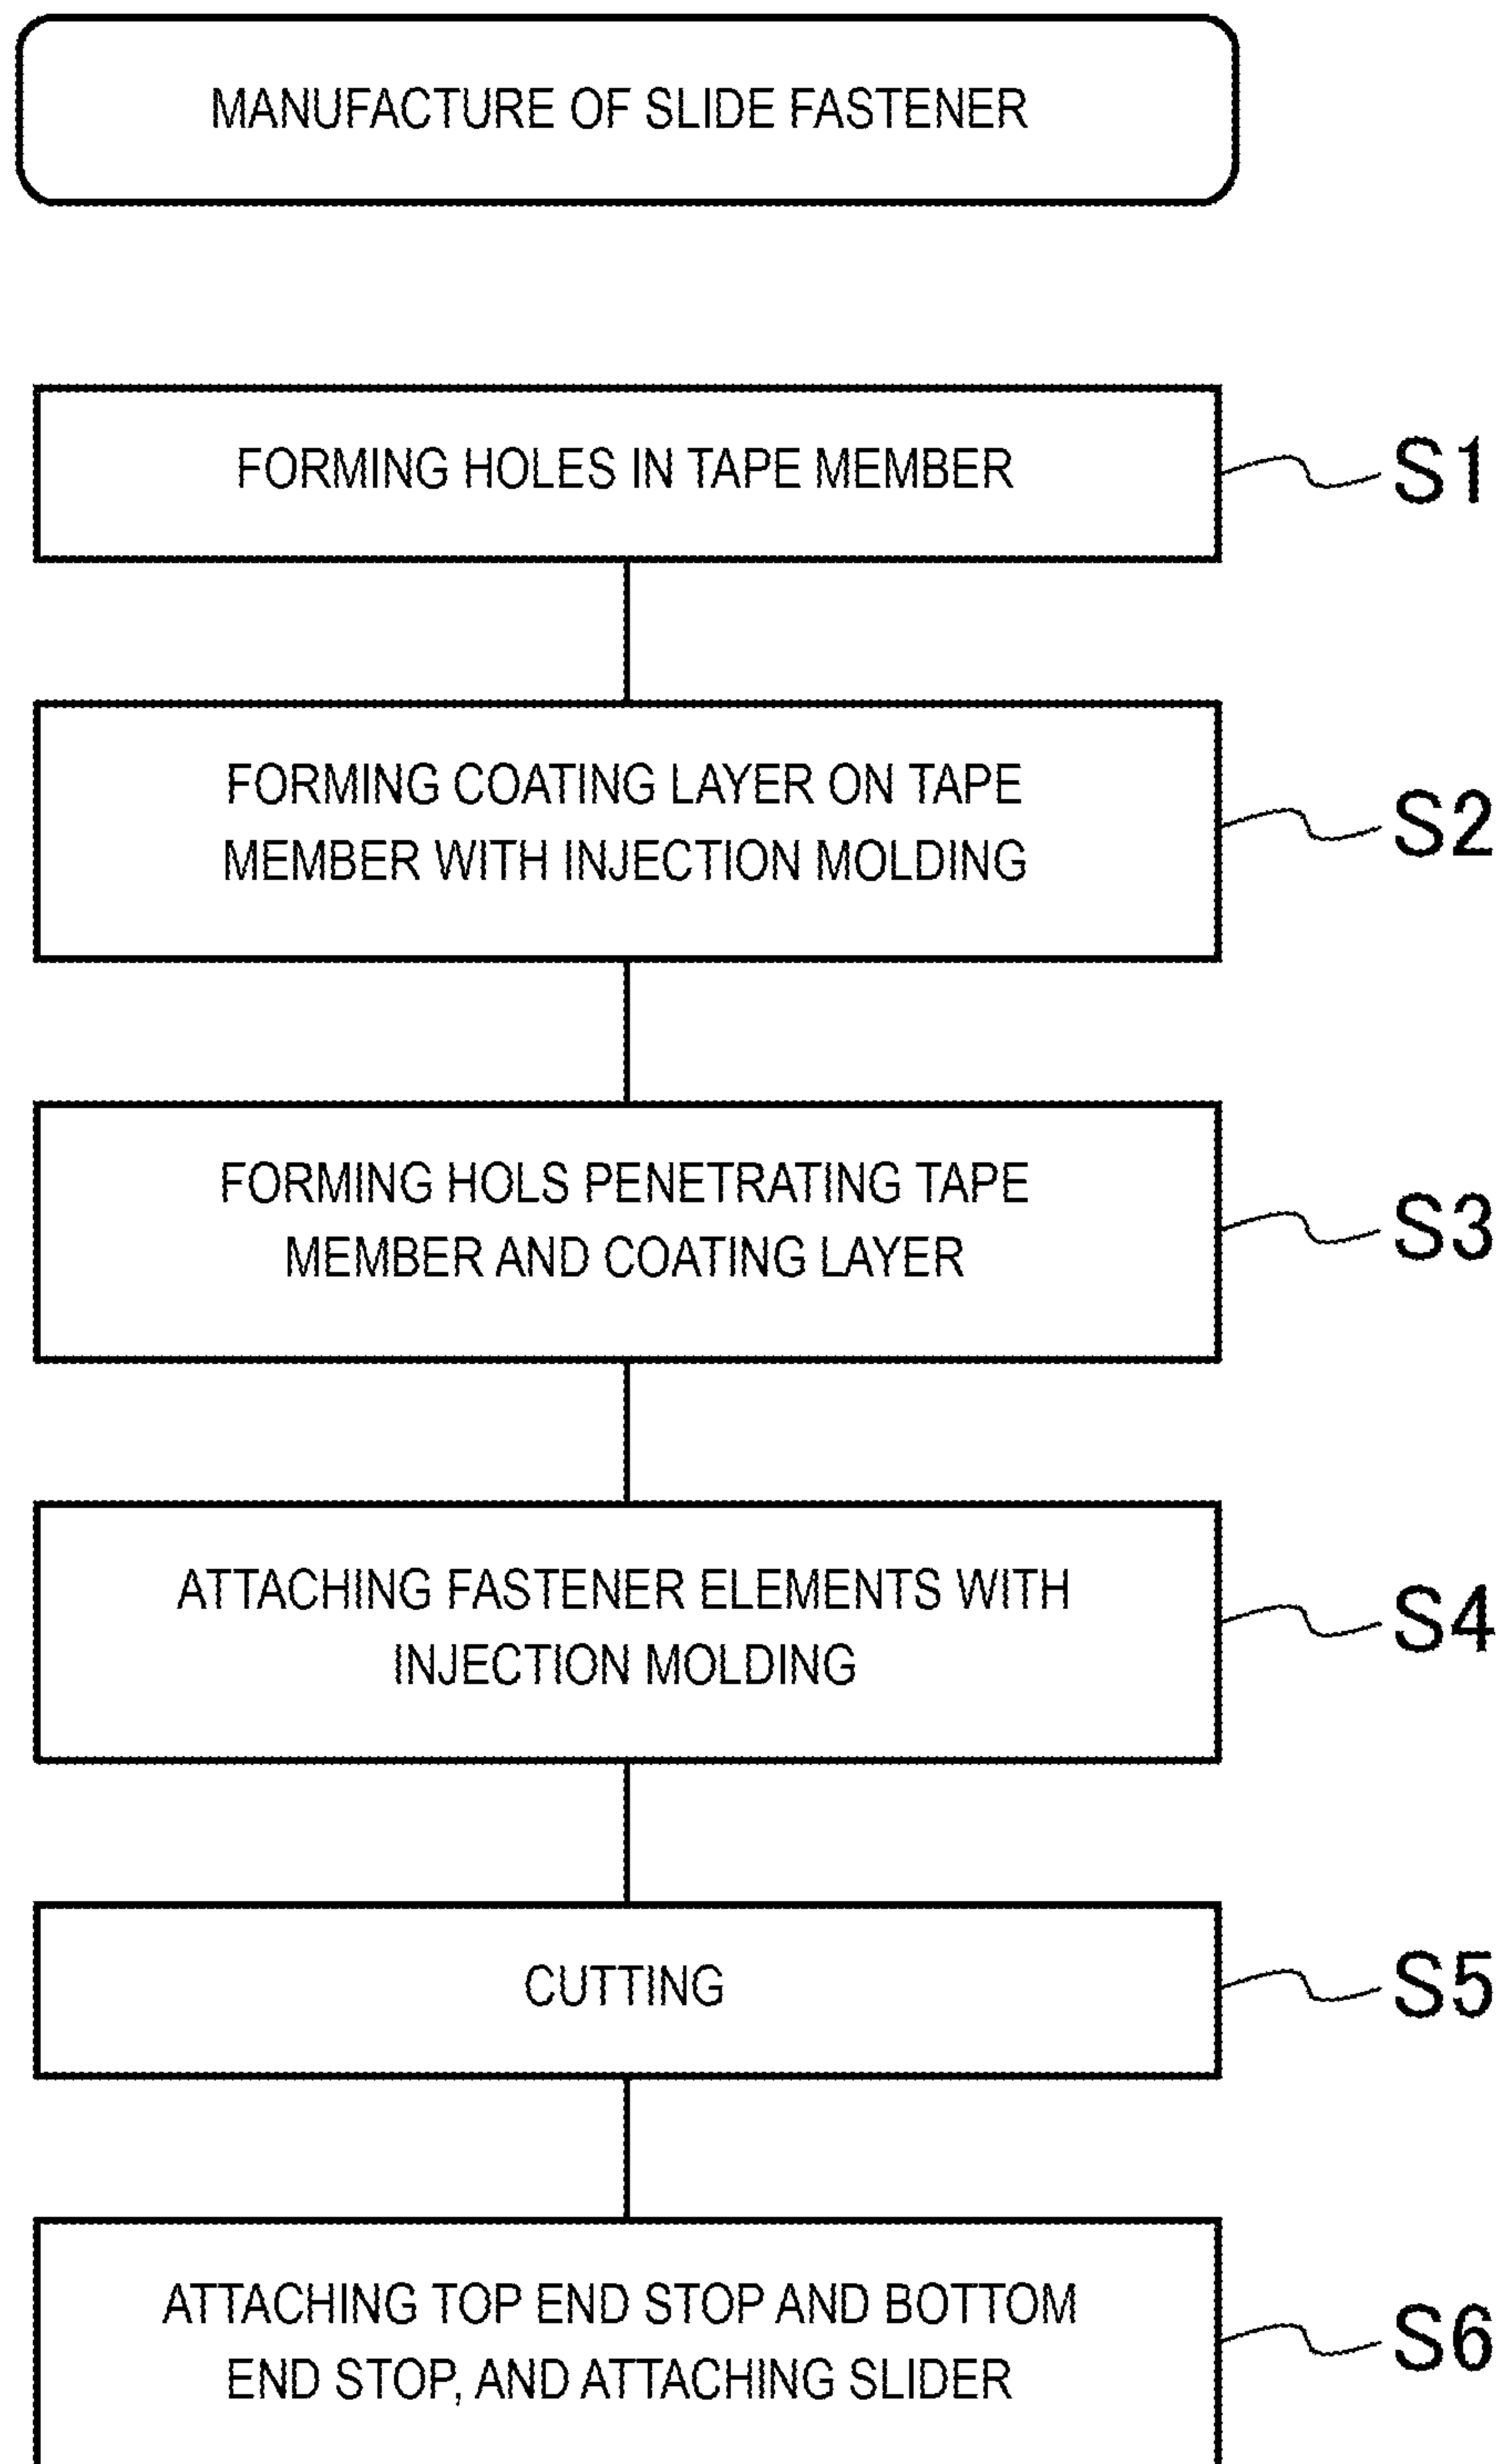 MANUFACTURE OF SLIDE FASTENER
FORMING HOLES IN TAPE MEMBER
S1
FORMING COATING LAYER ON TAPE
MEMBER WITH INJECTION MOLDING
S2
FORMING HOLS PENETRATING TAPE
MEMBER AND COATING LAYER
S3
ATTACHING FASTENER ELEMENTS WITH
INJECTION MOLDING
S4
CUTTING
S5
ATTACHING TOP END STOP AND BOTTOM
END STOP, AND ATTACHING SLIDER
S6